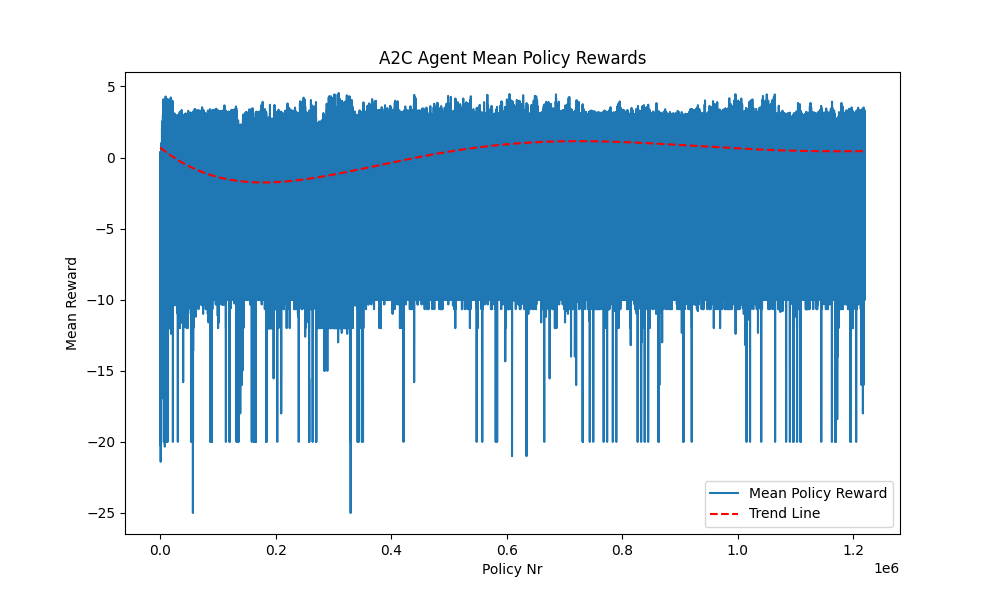 A2C Agent Mean Policy Rewards
5
0
−5
−10
−15
−20
−25
Mean Reward
0.0 0.2 0.4 0.6 0.8 1.0 1.2
1e6
Policy Nr
Mean Policy Reward
Trend Line